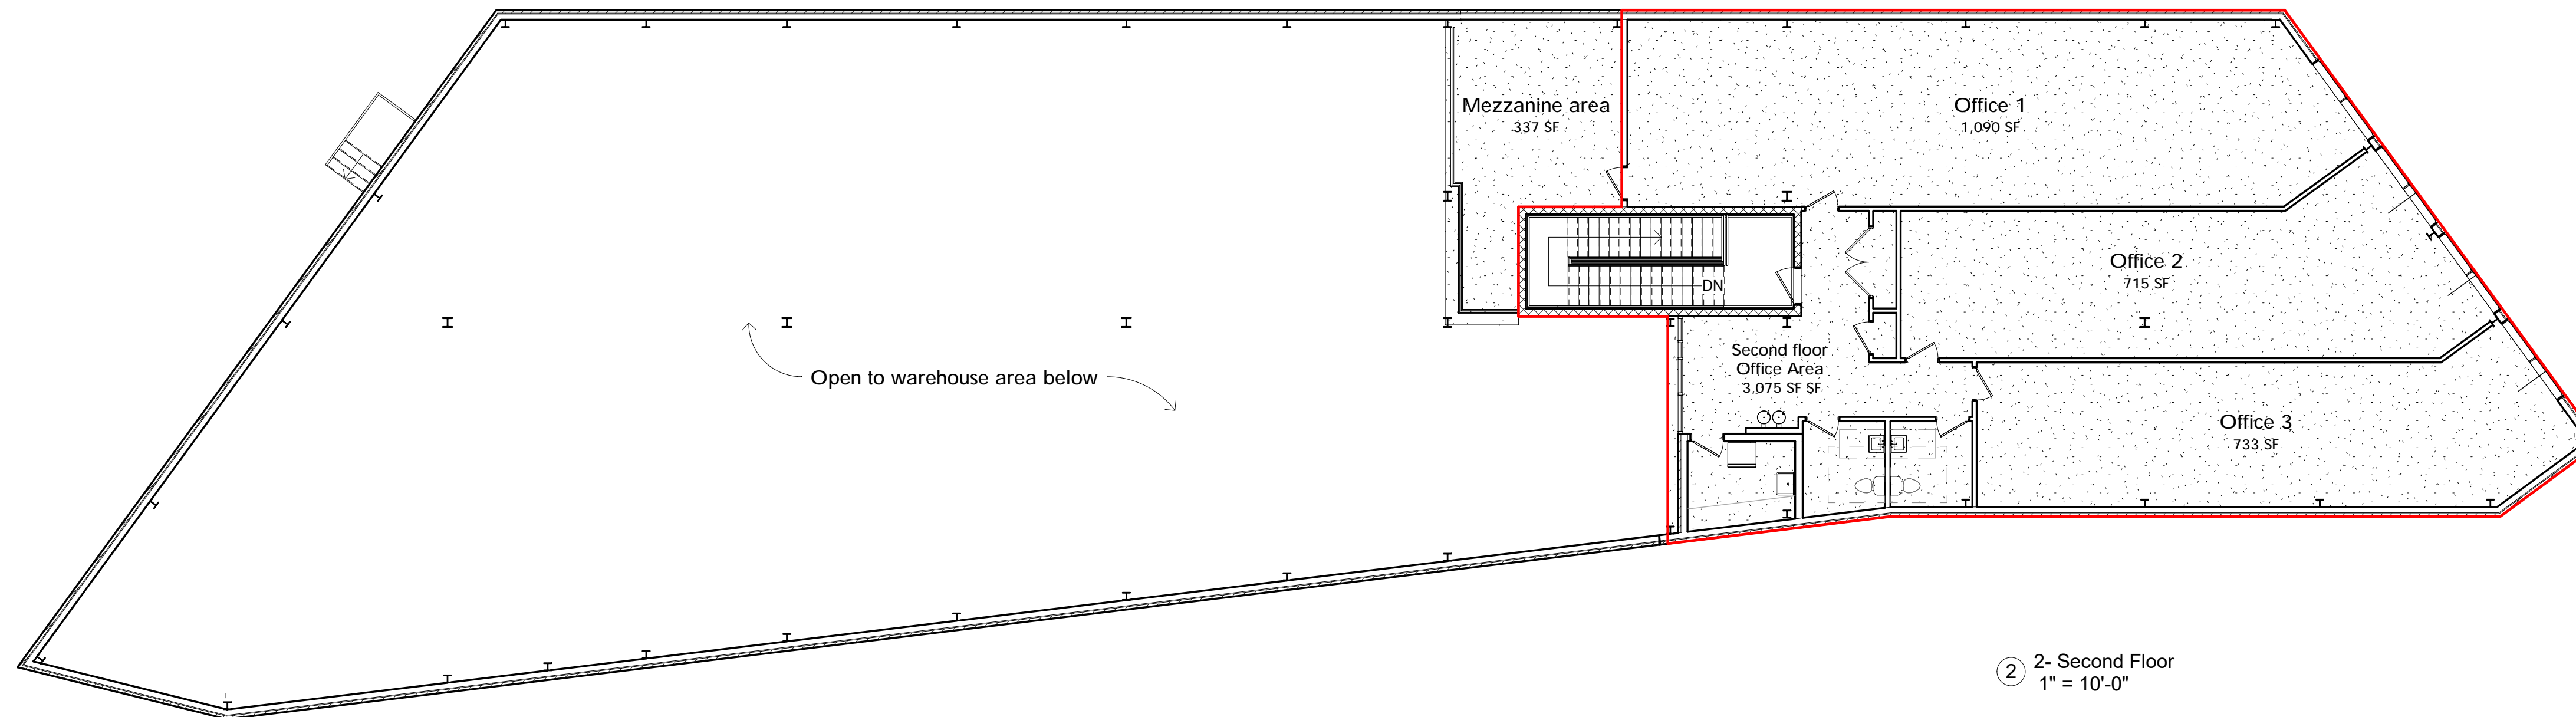 Mezzanine area
337 SF
Office 1
1,090 SF
Office 2
715 SF
DN
Second floor
Office Area
3,075 SF SF
Open to warehouse area below
Office 3
733 SF
2
2- Second Floor
1" = 10'-0"